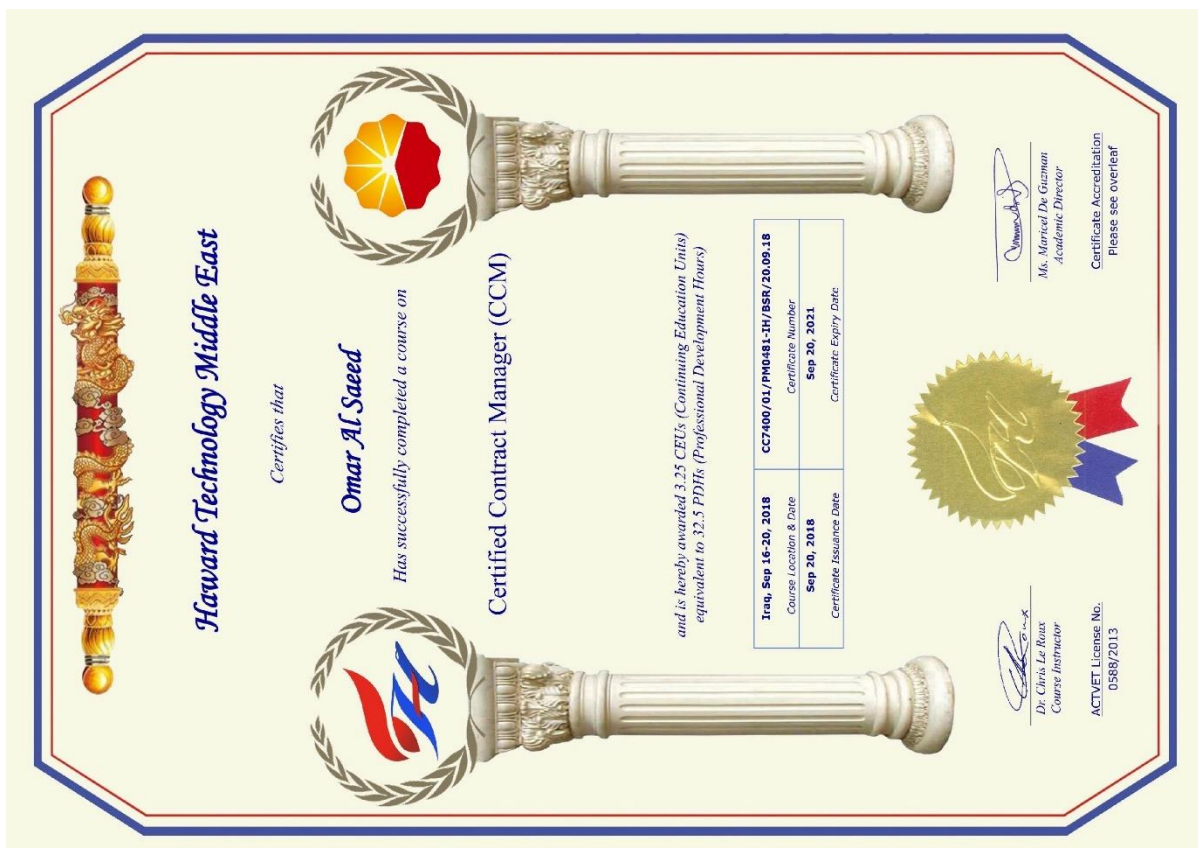 Haward Technology Middle East
Certifies that
Omar Al Saeed
Has successfully completed a course on
Certified Contract Manager (CCM)
and is hereby awarded 3.25 CEUs (Continuing Education Units)
equivalent to 32.5 PDHs (Professional Development Hours)
Iraq, Sep 16-20, 2018 CC7400/01/PM0481-IH/BSR/20.09.18
Course Location & Date Certificate Number
Sep 20, 2018 Sep 20, 2021
Certificate Issuance Date Certificate Expiry Date
Dr. Chris Le Roux
Course Instructor
Ms. Maricel De Guzman
Academic Director
ACTVET License No.
0588/2013
Certificate Accreditation
Please see overleaf